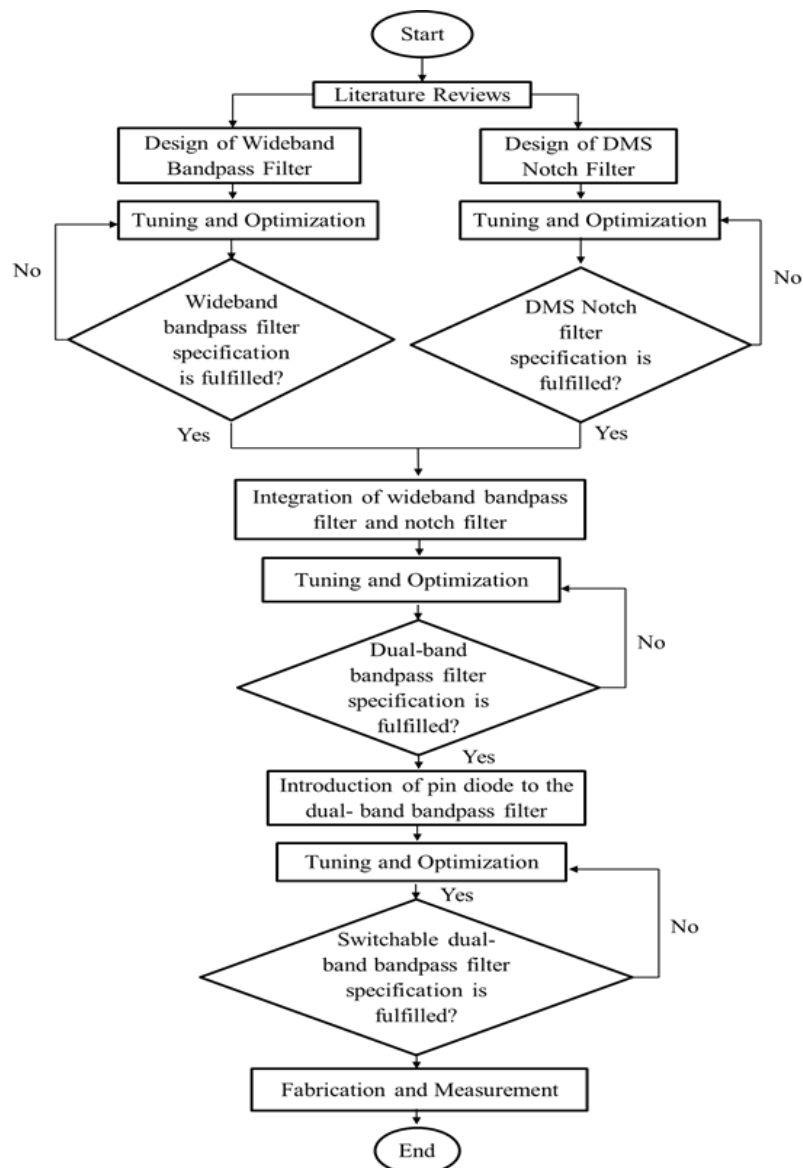 Start
Literature Reviews
Design of Wideband
Bandpass Filter
Design of DMS
Notch Filter
Tuning and Optimization
Tuning and Optimization
No
No
Wideband
bandpass filter
specification
is fulfilled?
DMS Notch
filter
specification is
fulfilled?
Yes
Yes
Integration of wideband bandpass
filter and notch filter
Tuning and Optimization
No
Dual-band
bandpass filter
specification is
fulfilled?
Yes
Introduction of pin diode to the
dual- band bandpass filter
Tuning and Optimization
Yes
No
Switchable dual-
band bandpass filter
specification is
fulfilled?
Fabrication and Measurement
End